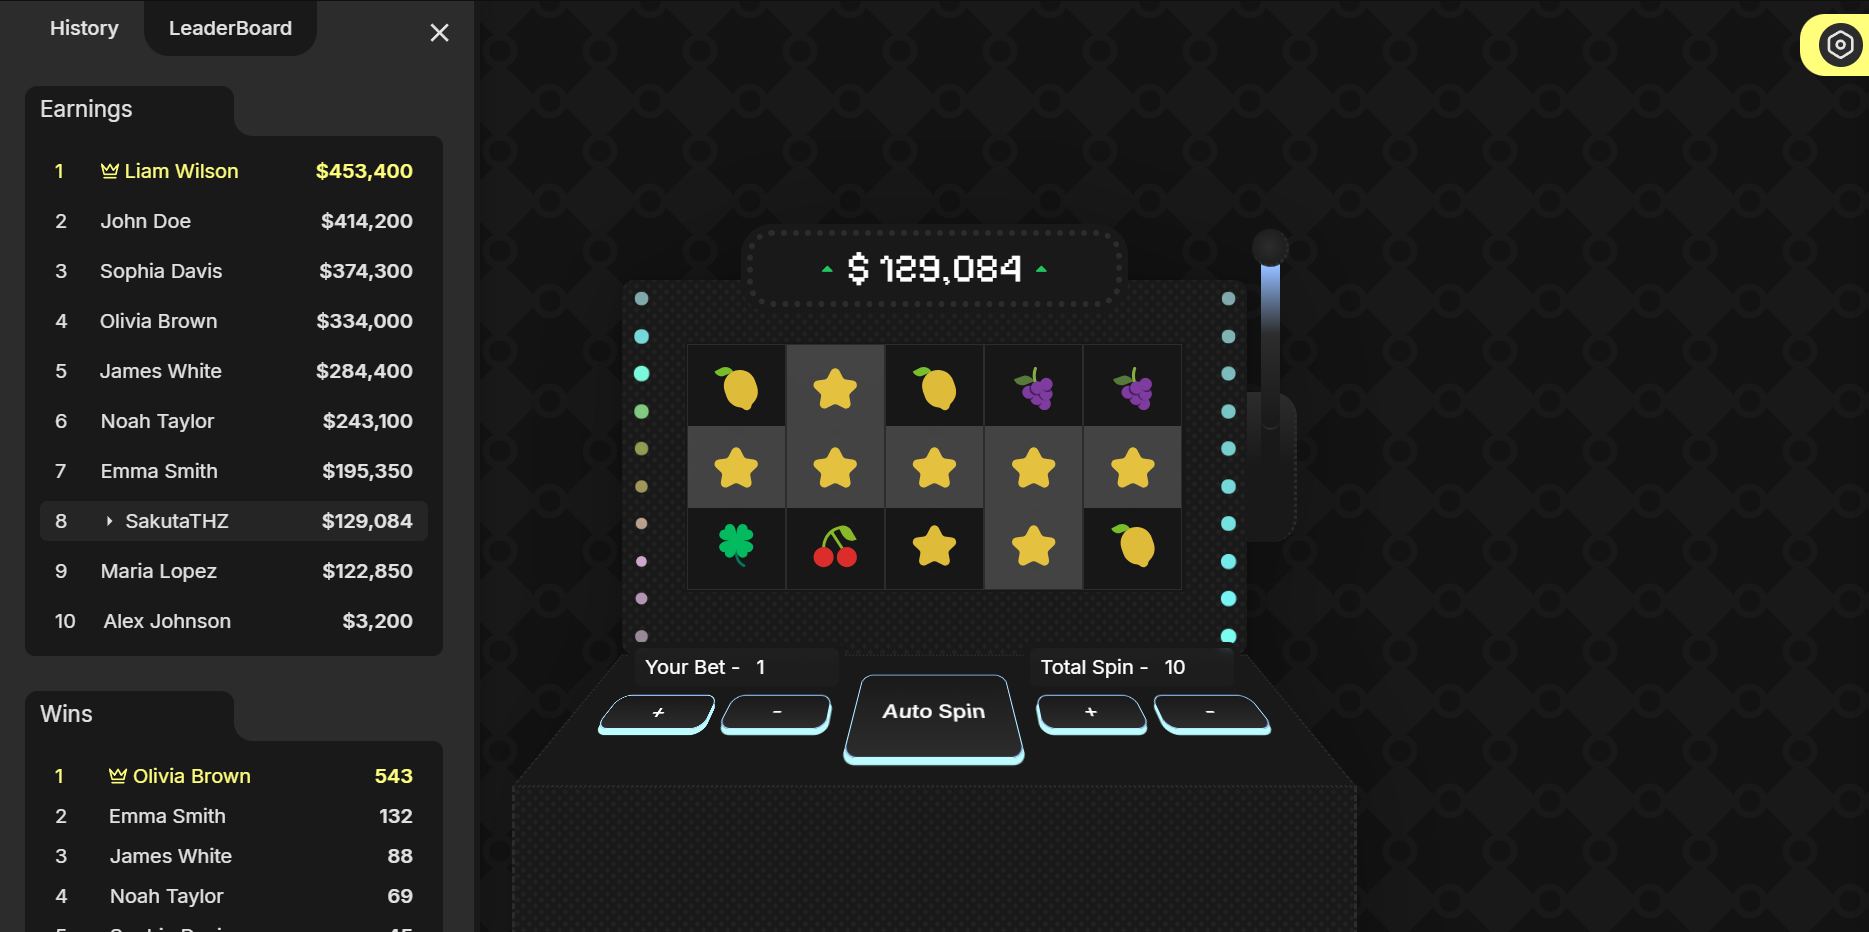 History
LeaderBoard
Earnings
1 Liam Wilson $453,400
2 John Doe $414,200
3 Sophia Davis $374,300
4 Olivia Brown $334,000
5 James White $284,400
6 Noah Taylor $243,100
7 Emma Smith $195,350
8 SakutaTHZ $129,084
9 Maria Lopez $122,850
10 Alex Johnson $3,200
Wins
1 Olivia Brown 543
2 Emma Smith 132
3 James White 88
4 Noah Taylor 69
$ 129,084
Your Bet - 1
Total Spin - 10
+
-
Auto Spin
+
-